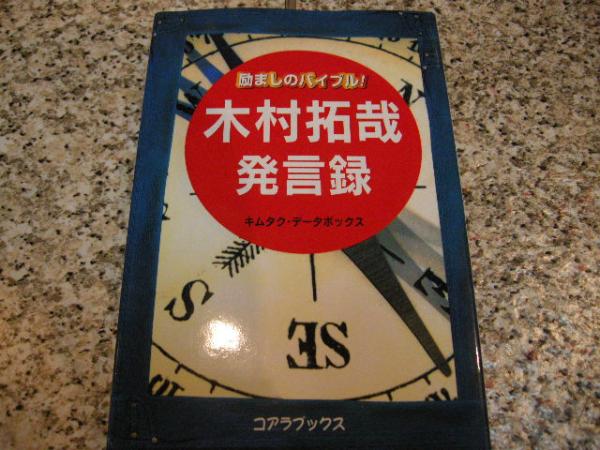 励ましのバイブル!
木村拓哉
発言録
キムタク・データボックス
W
N
S
SE
コアラブックス